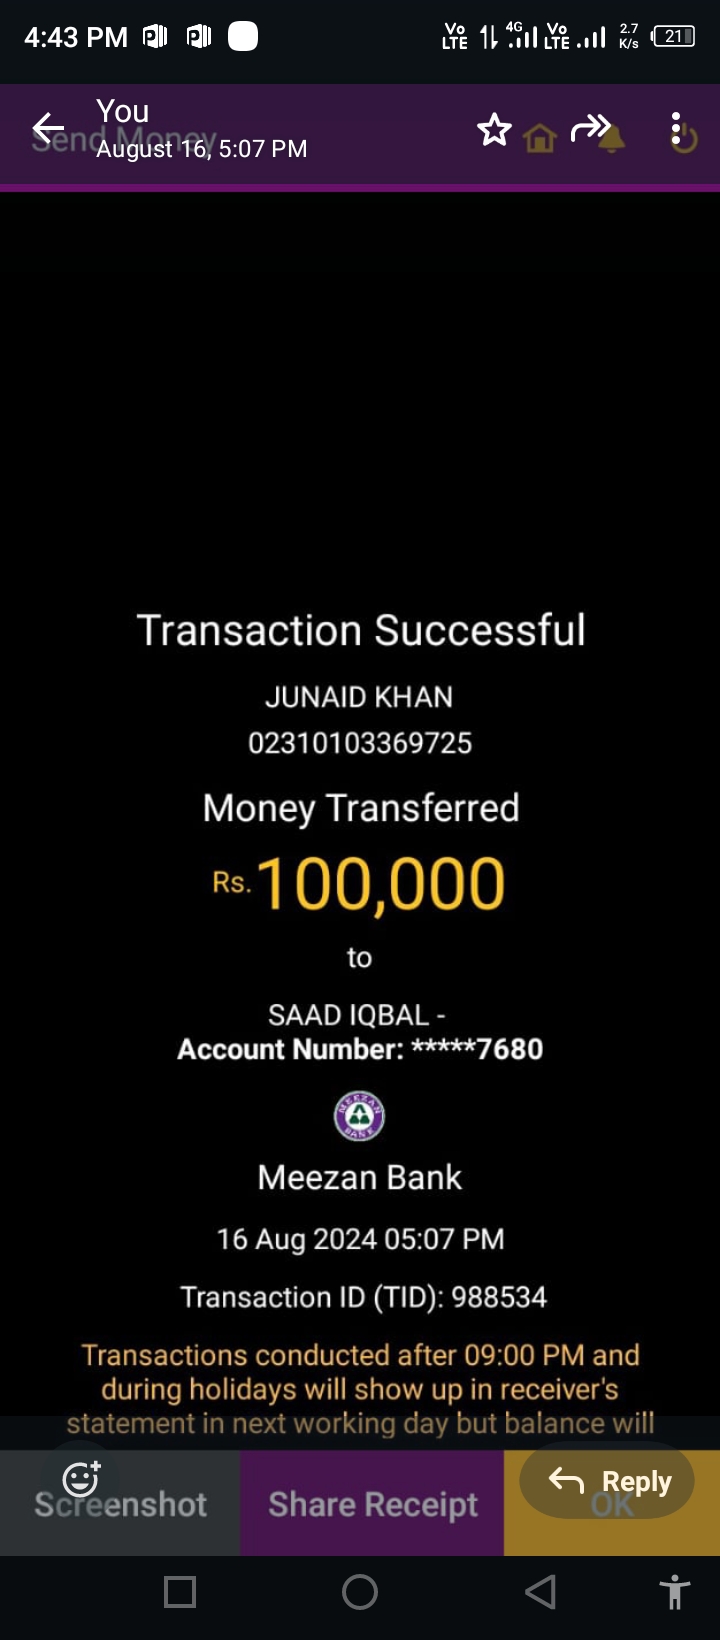 4:43 PM
Vo LTE 4G Vo LTE 2.7 K/s 21
You
Send Money
August 16, 5:07 PM
Transaction Successful
JUNAID KHAN
02310103369725
Money Transferred
Rs.100,000
to
SAAD IQBAL -
Account Number: *****7680
MEEZAN BANK
Meezan Bank
16 Aug 2024 05:07 PM
Transaction ID (TID): 988534
Transactions conducted after 09:00 PM and
during holidays will show up in receiver's
statement in next working day but balance will
Screenshot
Share Receipt
OK
Reply